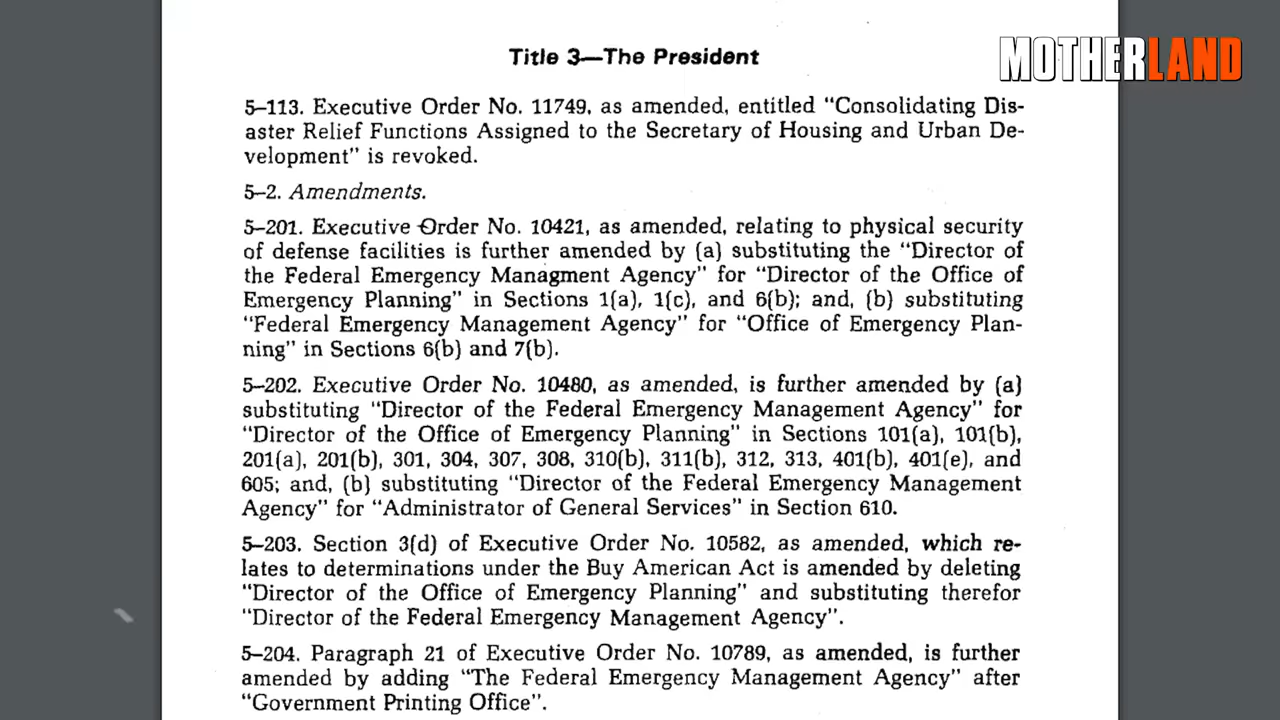 Title 3—The President
MOTHERLAND
5–113. Executive Order No. 11749, as amended, entitled "Consolidating Dis-
aster Relief Functions Assigned to the Secretary of Housing and Urban De-
velopment" is revoked.
5–2. Amendments.
5–201. Executive Order No. 10421, as amended, relating to physical security
of defense facilities is further amended by (a) substituting the "Director of
the Federal Emergency Managment Agency" for "Director of the Office of
Emergency Planning" in Sections 1(a), 1(c), and 6(b); and, (b) substituting
"Federal Emergency Management Agency" for "Office of Emergency Plan-
ning" in Sections 6(b) and 7(b).
5–202. Executive Order No. 10480, as amended, is further amended by (a)
substituting "Director of the Federal Emergency Management Agency" for
"Director of the Office of Emergency Planning" in Sections 101(a), 101(b),
201(a), 201(b), 301, 304, 307, 308, 310(b), 311(b), 312, 313, 401(b), 401(e), and
605; and, (b) substituting "Director of the Federal Emergency Management
Agency" for "Administrator of General Services" in Section 610.
5–203. Section 3(d) of Executive Order No. 10582, as amended, which re-
lates to determinations under the Buy American Act is amended by deleting
"Director of the Office of Emergency Planning" and substituting therefor
"Director of the Federal Emergency Management Agency".
5–204. Paragraph 21 of Executive Order No. 10789, as amended, is further
amended by adding "The Federal Emergency Management Agency" after
"Government Printing Office".